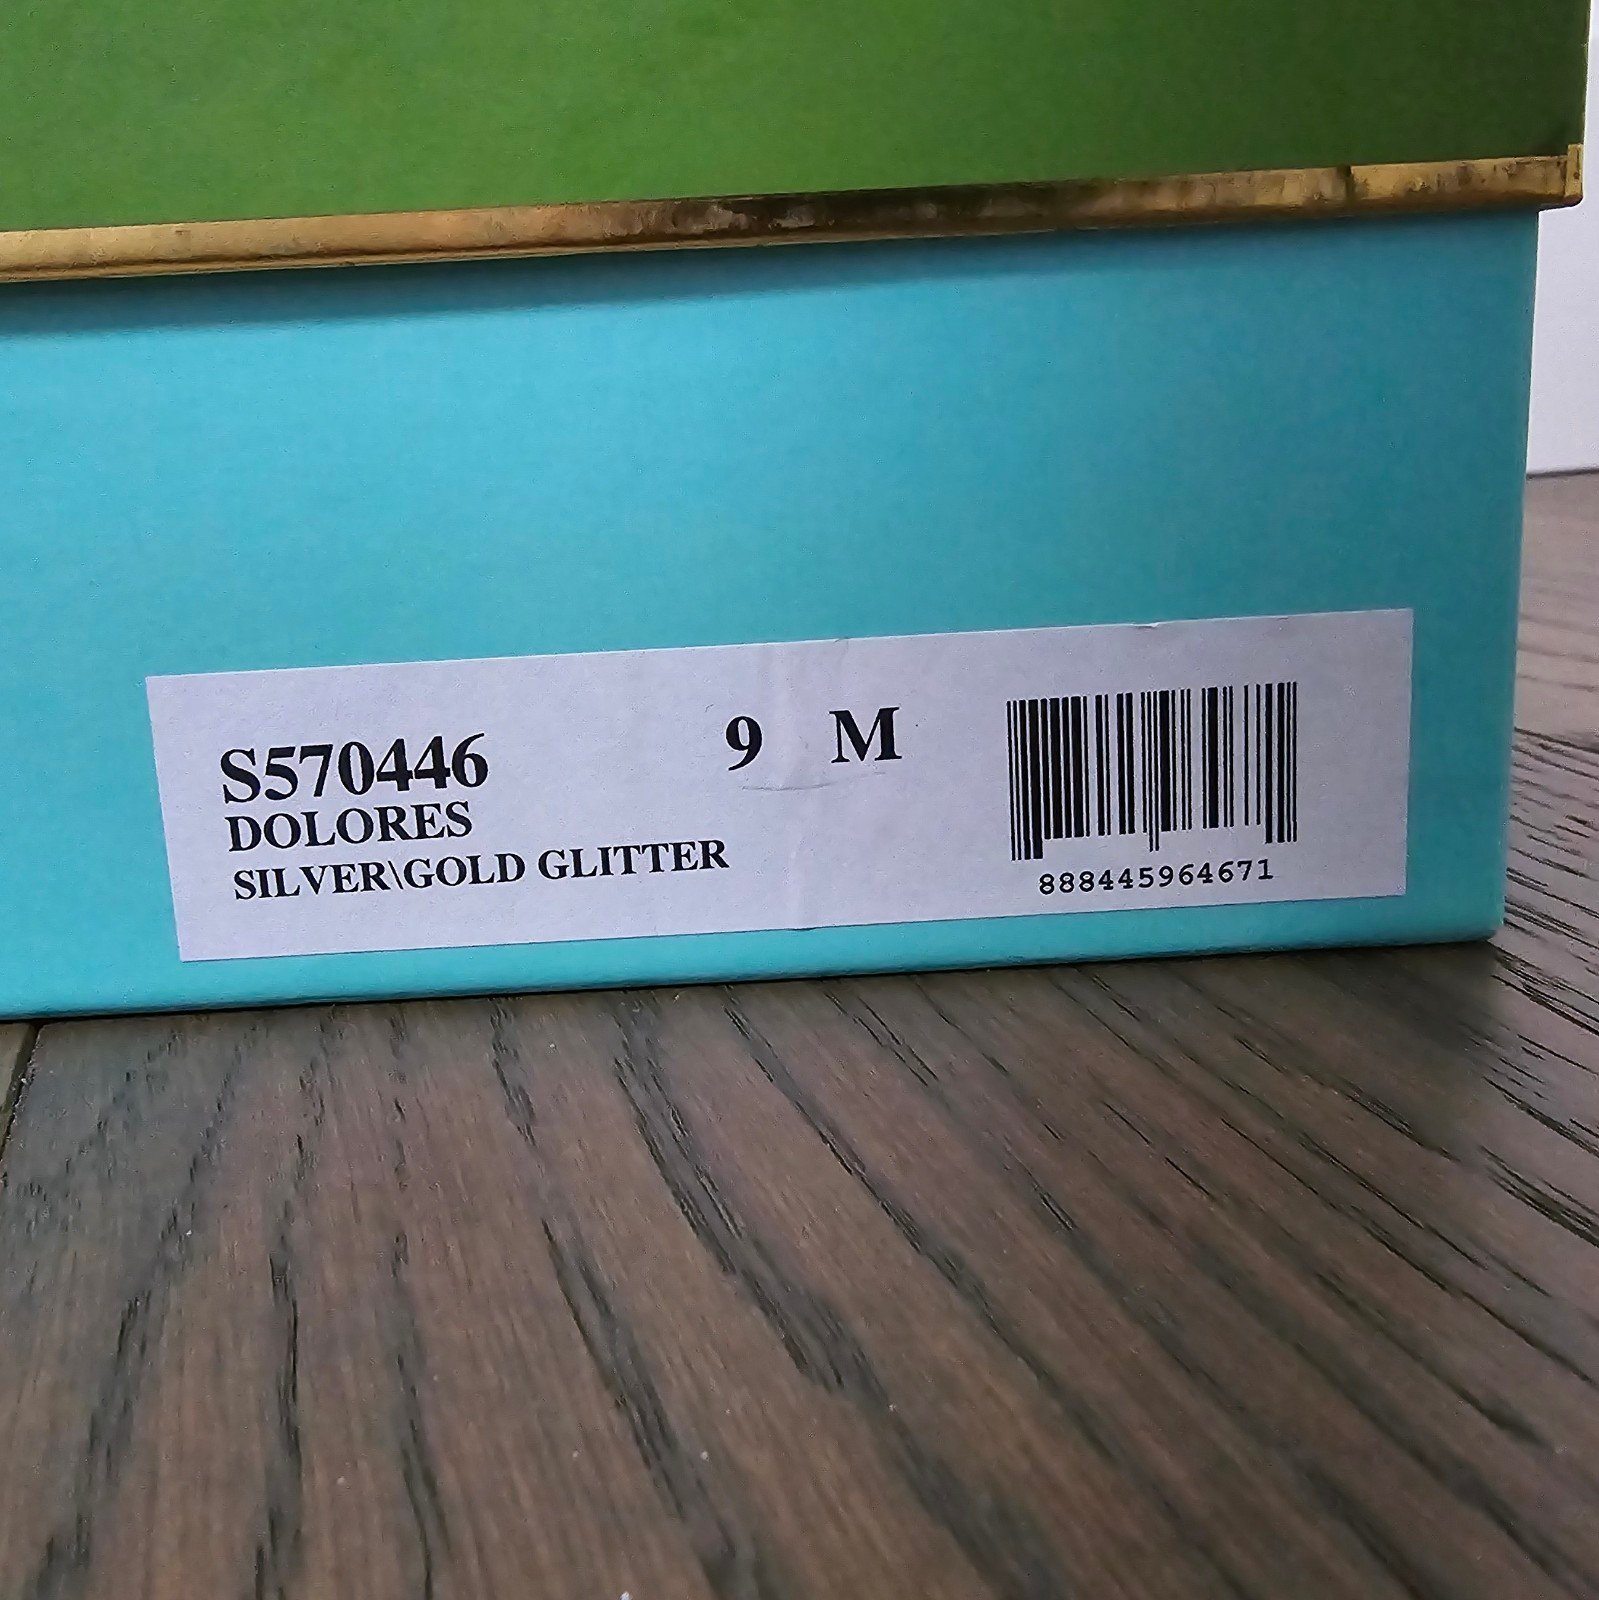 S570446
9 M
DOLORES
SILVER\GOLD GLITTER
888445964671